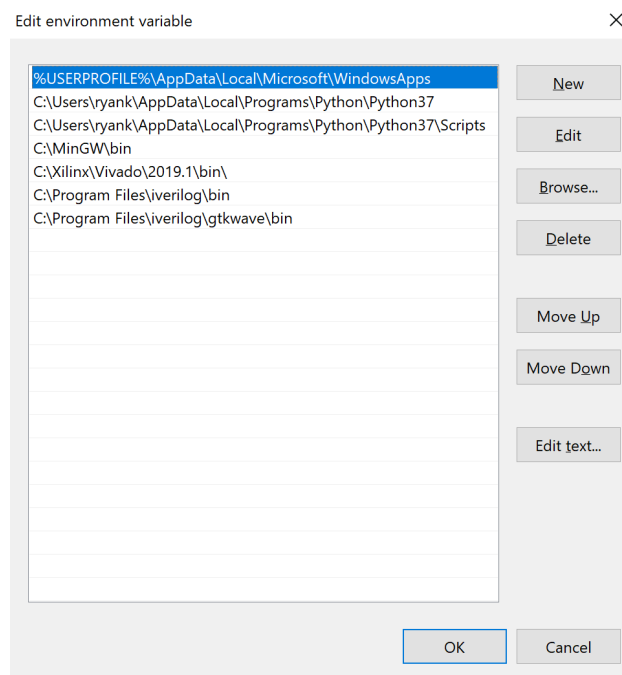 Edit environment variable
%USERPROFILE%\AppData\Local\Microsoft\WindowsApps
C:\Users\ryank\AppData\Local\Programs\Python\Python37
C:\Users\ryank\AppData\Local\Programs\Python\Python37\Scripts
C:\MinGW\bin
C:\Xilinx\Vivado\2019.1\bin\
C:\Program Files\iverilog\bin
C:\Program Files\iverilog\gtkwave\bin
New
Edit
Browse...
Delete
Move Up
Move Down
Edit text...
OK
Cancel